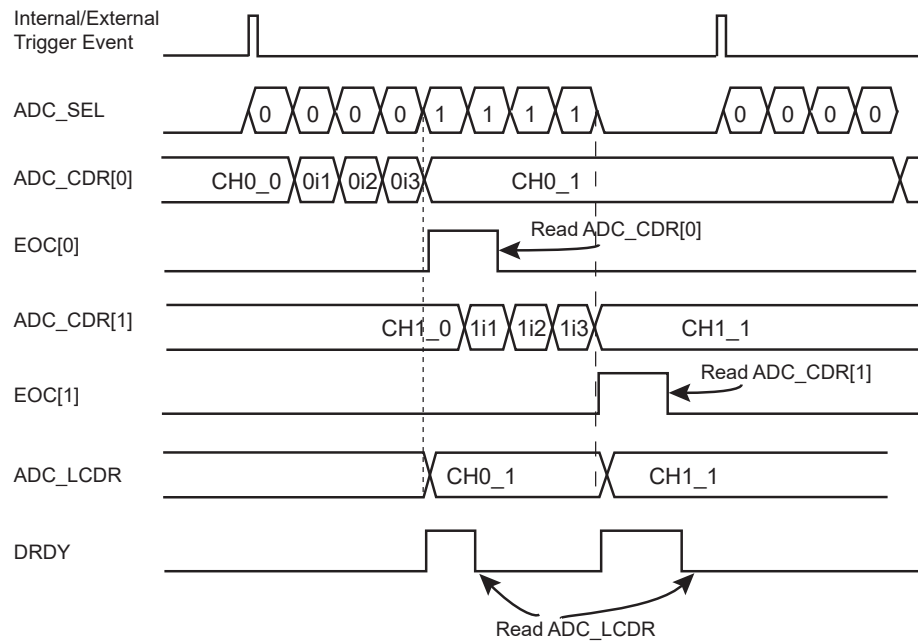 Internal/External
Trigger Event
ADC_SEL 0 0 0 0 1 1 1 1 0 0 0 0
ADC_CDR[0] CH0_0 0i1 0i2 0i3 CH0_1
EOC[0] Read ADC_CDR[0]
ADC_CDR[1] CH1_0 1i1 1i2 1i3 CH1_1
EOC[1] Read ADC_CDR[1]
ADC_LCDR CH0_1 CH1_1
DRDY
Read ADC_LCDR